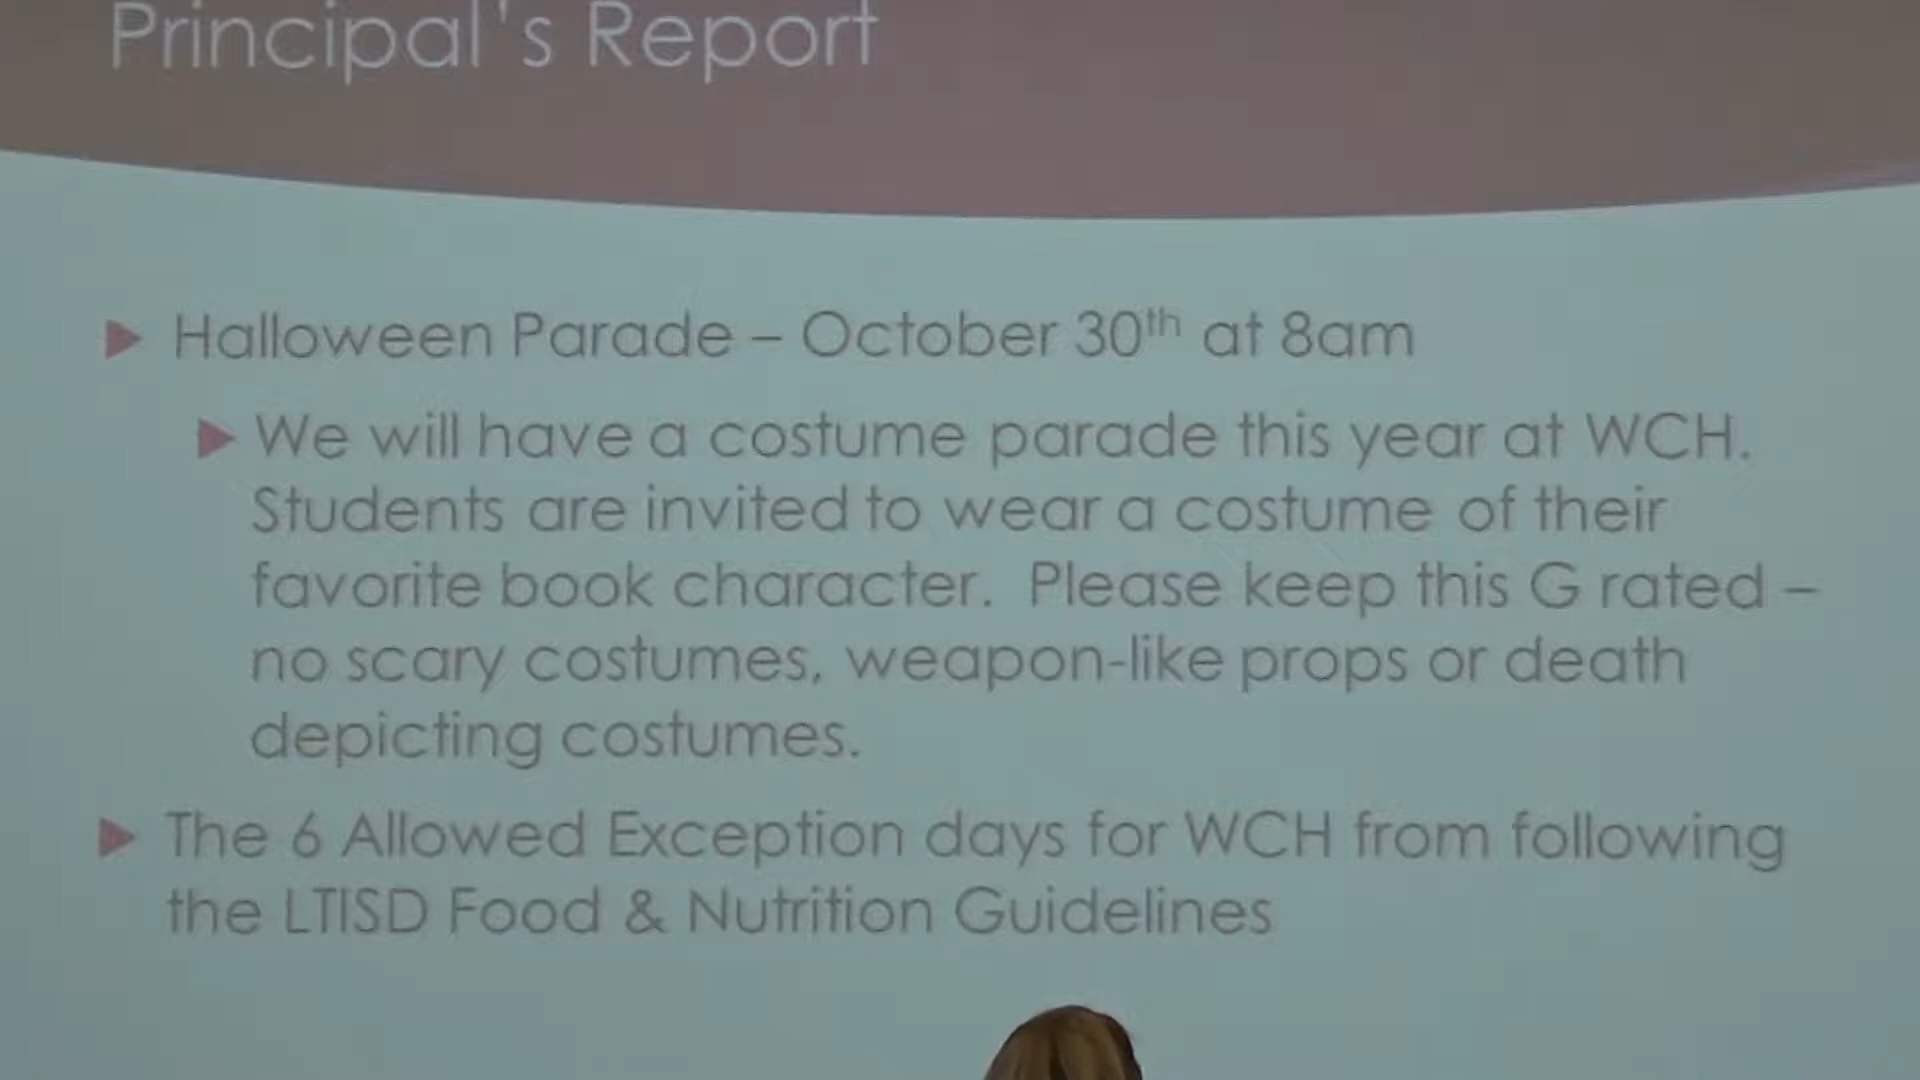 Principal's Report
Halloween Parade – October 30th at 8am
We will have a costume parade this year at WCH.
Students are invited to wear a costume of their
favorite book character. Please keep this G rated –
no scary costumes, weapon-like props or death
depicting costumes.
The 6 Allowed Exception days for WCH from following
the LTISD Food & Nutrition Guidelines